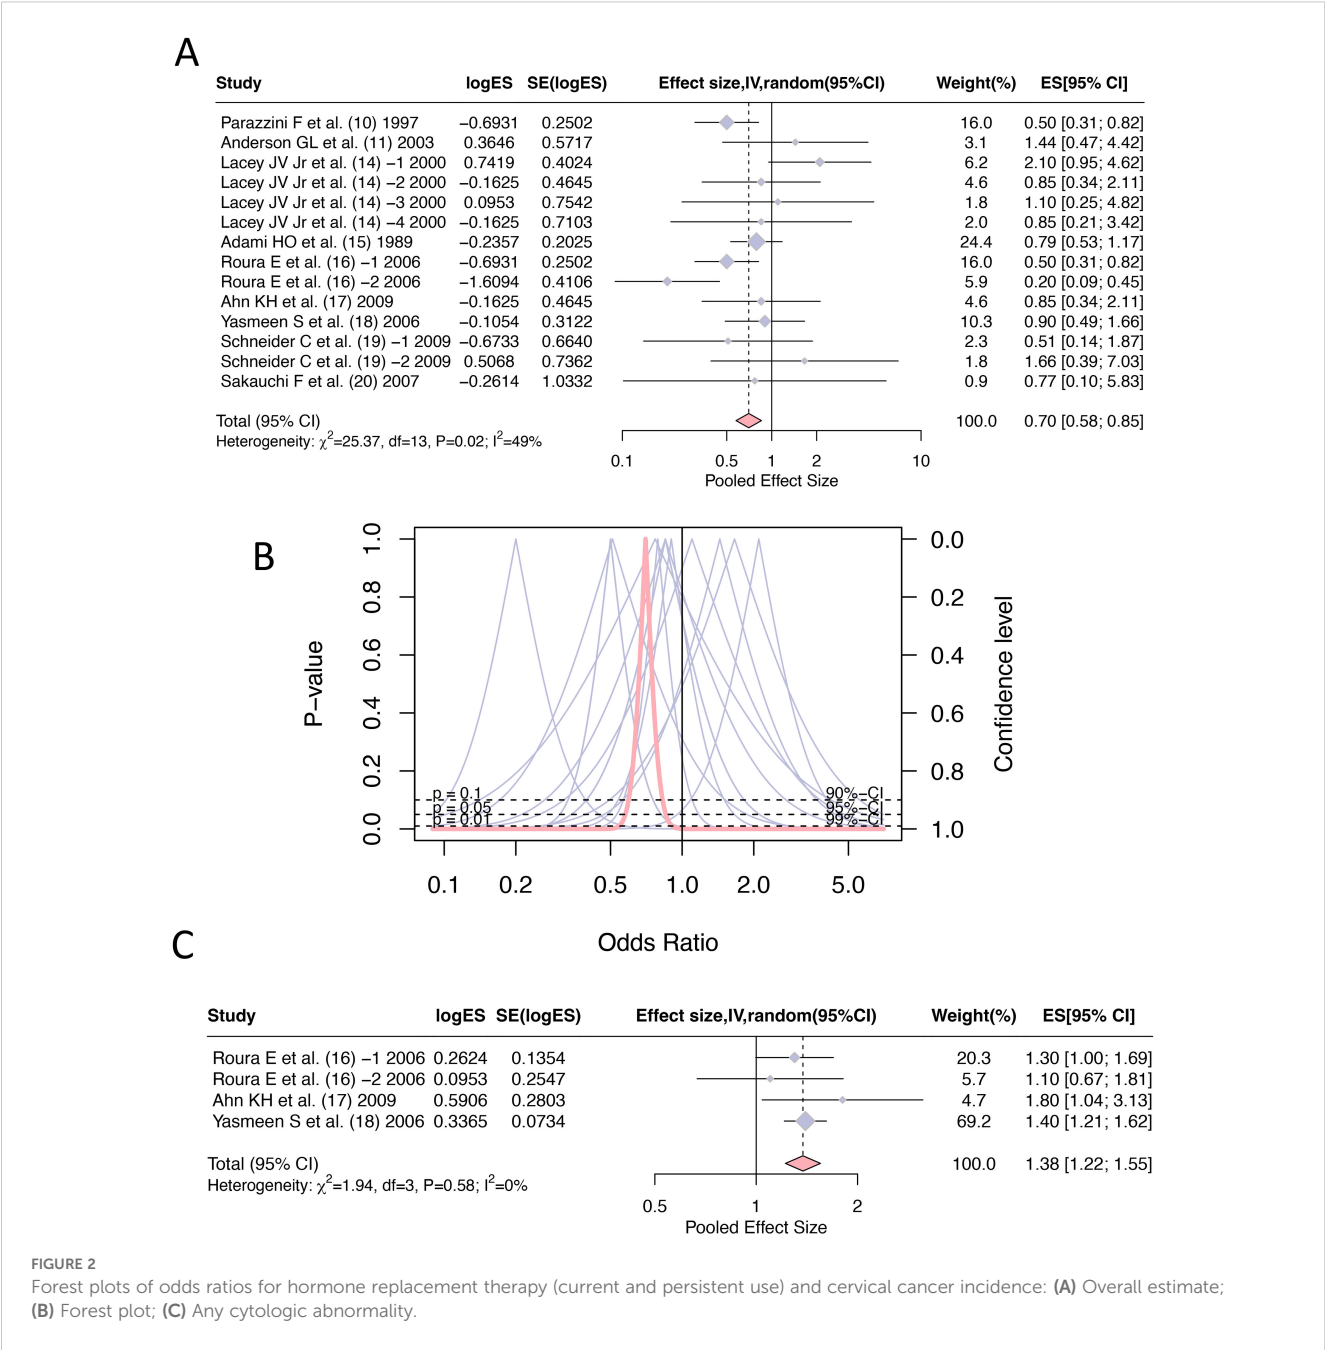 A
Study logES SE(logES) Effect size,IV,random(95%CI) Weight(%) ES[95% CI]
Parazzini F et al. (10) 1997 −0.6931 0.2502 16.0 0.50 [0.31; 0.82]
Anderson GL et al. (11) 2003 0.3646 0.5717 3.1 1.44 [0.47; 4.42]
Lacey JV Jr et al. (14) −1 2000 0.7419 0.4024 6.2 2.10 [0.95; 4.62]
Lacey JV Jr et al. (14) −2 2000 −0.1625 0.4645 4.6 0.85 [0.34; 2.11]
Lacey JV Jr et al. (14) −3 2000 0.0953 0.7542 1.8 1.10 [0.25; 4.82]
Lacey JV Jr et al. (14) −4 2000 −0.1625 0.7103 2.0 0.85 [0.21; 3.42]
Adami HO et al. (15) 1989 −0.2357 0.2025 24.4 0.79 [0.53; 1.17]
Roura E et al. (16) −1 2006 −0.6931 0.2502 16.0 0.50 [0.31; 0.82]
Roura E et al. (16) −2 2006 −1.6094 0.4106 5.9 0.20 [0.09; 0.45]
Ahn KH et al. (17) 2009 −0.1625 0.4645 4.6 0.85 [0.34; 2.11]
Yasmeen S et al. (18) 2006 −0.1054 0.3122 10.3 0.90 [0.49; 1.66]
Schneider C et al. (19) −1 2009 −0.6733 0.6640 2.3 0.51 [0.14; 1.87]
Schneider C et al. (19) −2 2009 0.5068 0.7362 1.8 1.66 [0.39; 7.03]
Sakauchi F et al. (20) 2007 −0.2614 1.0332 0.9 0.77 [0.10; 5.83]
Total (95% CI) 100.0 0.70 [0.58; 0.85]
Heterogeneity: χ²=25.37, df=13, P=0.02; I²=49%
0.1 0.5 1 2 10
Pooled Effect Size
B
P−value
0.0 0.2 0.4 0.6 0.8 1.0
p = 0.1 90%−CI
p = 0.05 95%−CI
p = 0.01 99%−CI
0.0
0.2
0.4
0.6
0.8
1.0
Confidence level
0.1 0.2 0.5 1.0 2.0 5.0
Odds Ratio
C
Study logES SE(logES) Effect size,IV,random(95%CI) Weight(%) ES[95% CI]
Roura E et al. (16) −1 2006 0.2624 0.1354 20.3 1.30 [1.00; 1.69]
Roura E et al. (16) −2 2006 0.0953 0.2547 5.7 1.10 [0.67; 1.81]
Ahn KH et al. (17) 2009 0.5906 0.2803 4.7 1.80 [1.04; 3.13]
Yasmeen S et al. (18) 2006 0.3365 0.0734 69.2 1.40 [1.21; 1.62]
Total (95% CI) 100.0 1.38 [1.22; 1.55]
Heterogeneity: χ²=1.94, df=3, P=0.58; I²=0%
0.5 1 2
Pooled Effect Size
FIGURE 2
Forest plots of odds ratios for hormone replacement therapy (current and persistent use) and cervical cancer incidence: (A) Overall estimate;
(B) Forest plot; (C) Any cytologic abnormality.